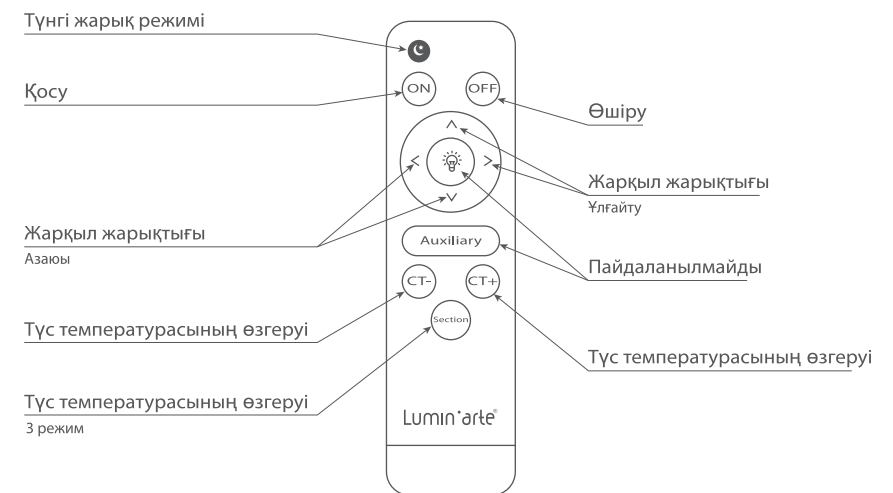 Түнгі жарық режимі
Қосу
ON
OFF
Өшіру
Жарқыл жарықтығы
Ұлғайту
Жарқыл жарықтығы
Азаюы
Auxiliary
Пайдаланылмайды
CT-
CT+
Түс температурасының өзгеруі
Section
Түс температурасының өзгеруі
Түс температурасының өзгеруі
3 режим
Lumin'arte®